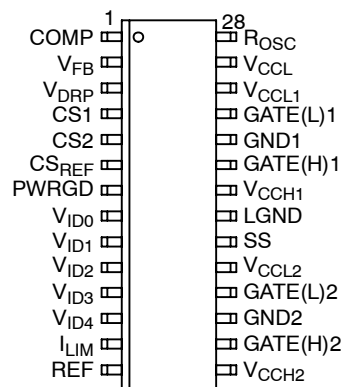 1 28
COMP R_OSC
V_FB V_CCL
V_DRP V_CCL1
CS1 GATE(L)1
CS2 GND1
CS_REF GATE(H)1
PWRGD V_CCH1
V_ID0 LGND
V_ID1 SS
V_ID2 V_CCL2
V_ID3 GATE(L)2
V_ID4 GND2
I_LIM GATE(H)2
REF V_CCH2